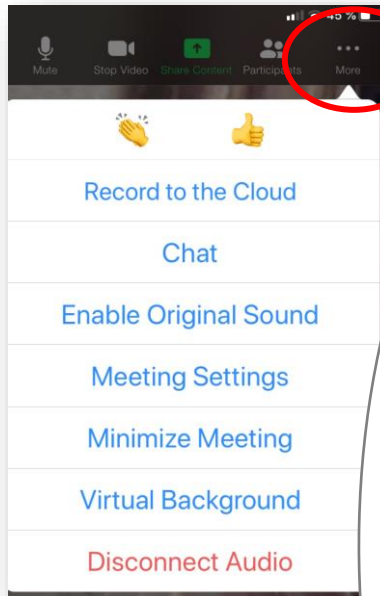 45 %
Mute Stop Video Share Content Participants More
Record to the Cloud
Chat
Enable Original Sound
Meeting Settings
Minimize Meeting
Virtual Background
Disconnect Audio